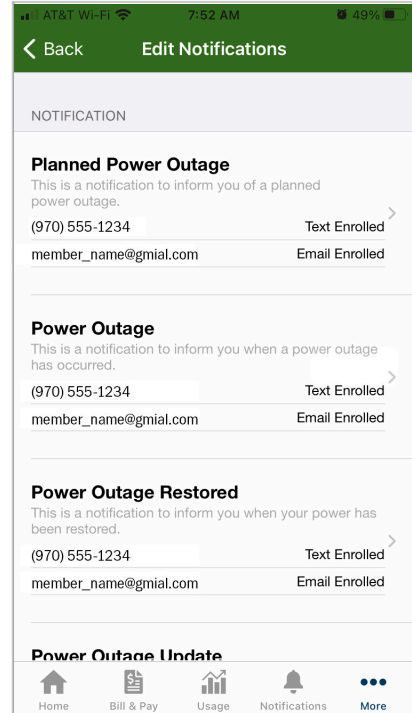 AT&T Wi-Fi 7:52 AM 49%
Back Edit Notifications
NOTIFICATION
Planned Power Outage
This is a notification to inform you of a planned
power outage.
(970) 555-1234 Text Enrolled
member_name@gmial.com Email Enrolled
Power Outage
This is a notification to inform you when a power outage
has occurred.
(970) 555-1234 Text Enrolled
member_name@gmial.com Email Enrolled
Power Outage Restored
This is a notification to inform you when your power has
been restored.
(970) 555-1234 Text Enrolled
member_name@gmial.com Email Enrolled
Power Outage Update
Home Bill & Pay Usage Notifications More